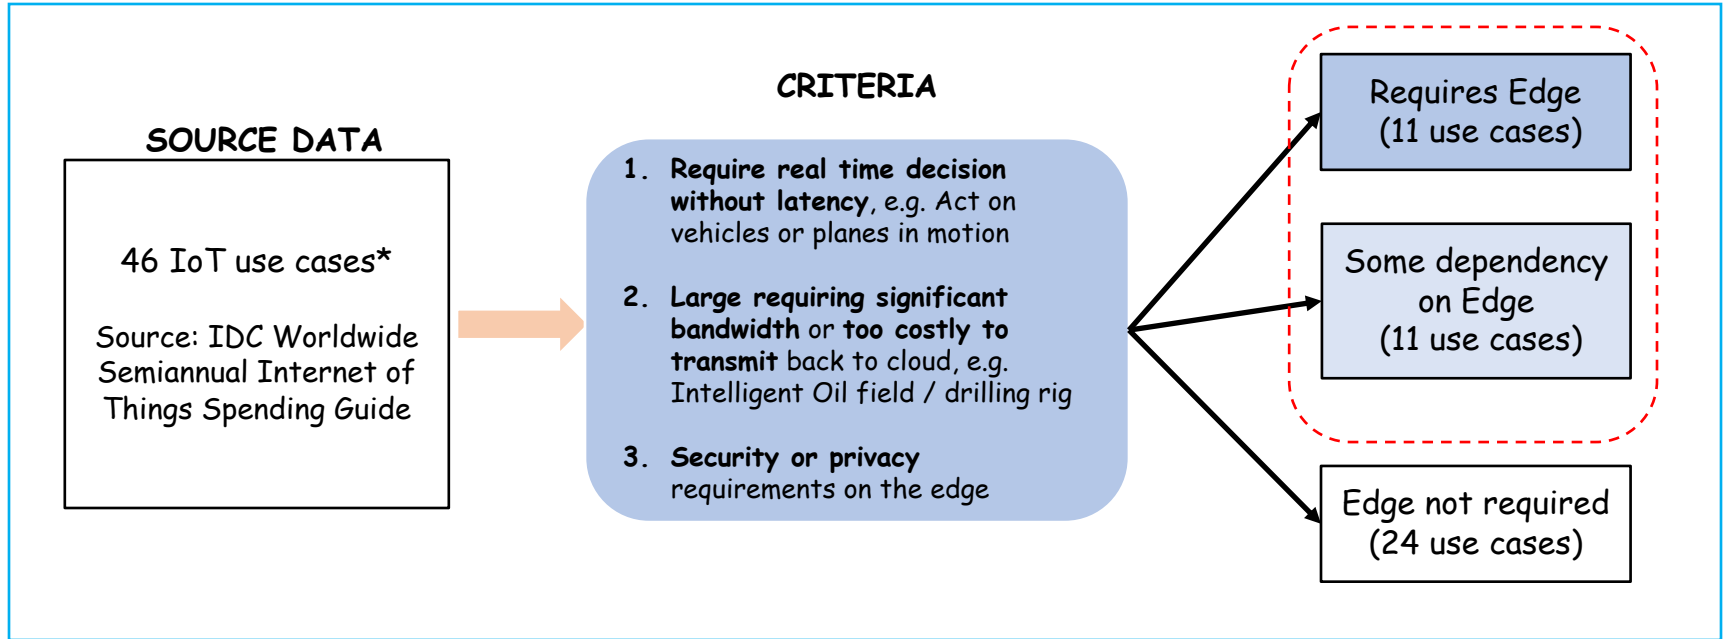 SOURCE DATA
46 IoT use cases*
Source: IDC Worldwide
Semiannual Internet of
Things Spending Guide
CRITERIA
1. Require real time decision
without latency, e.g. Act on
vehicles or planes in motion
2. Large requiring significant
bandwidth or too costly to
transmit back to cloud, e.g.
Intelligent Oil field / drilling rig
3. Security or privacy
requirements on the edge
Requires Edge
(11 use cases)
Some dependency
on Edge
(11 use cases)
Edge not required
(24 use cases)